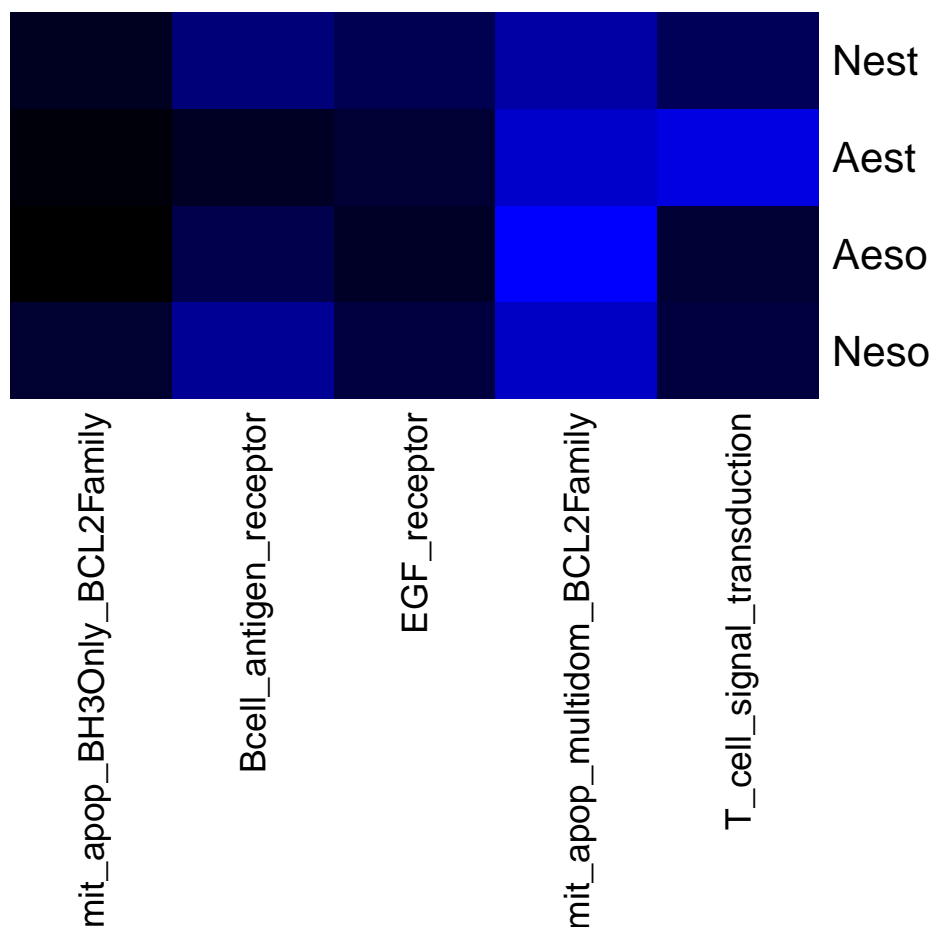 Nest
Aest
Aeso
Neso
mit_apop_BH3Only_BCL2Family
Bcell_antigen_receptor
EGF_receptor
mit_apop_multidom_BCL2Family
T_cell_signal_transduction